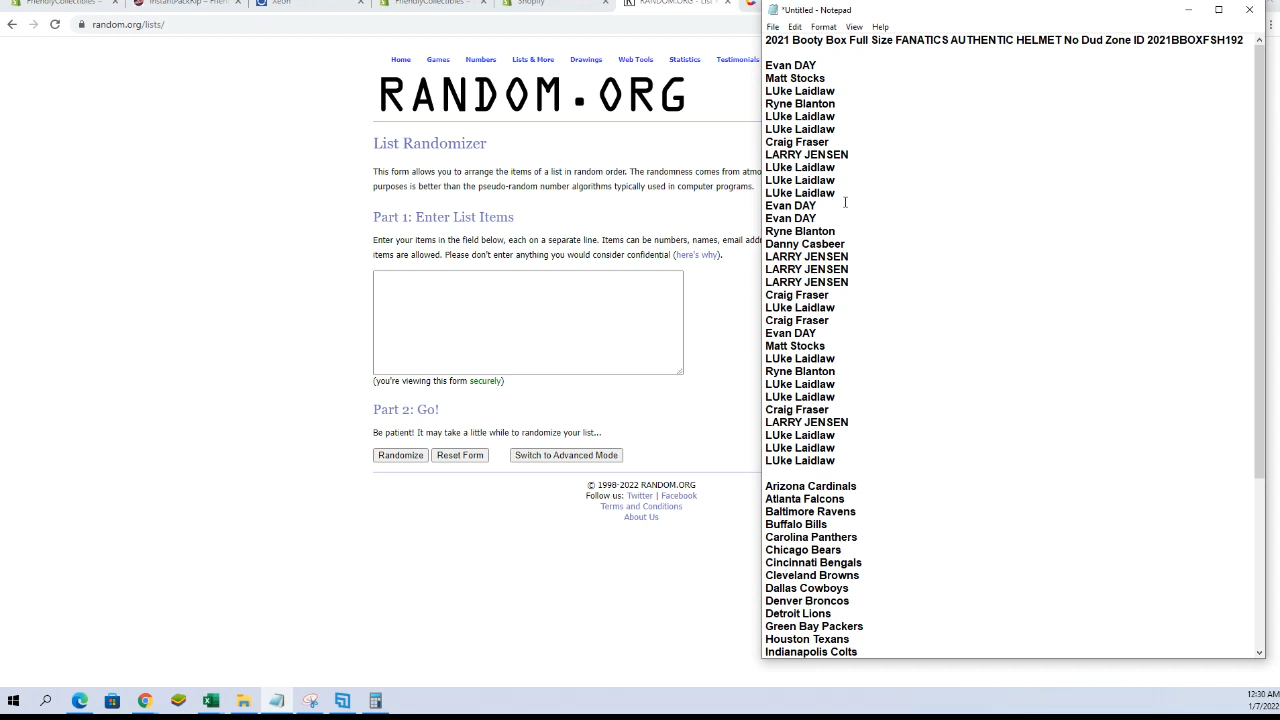 FriendlyCollectibles –
InstantPackRip – Frien
Xeon
FriendlyCollectibles –
Shopify
RANDOM.ORG - List
random.org/lists/
Home Games Numbers Lists & More Drawings Web Tools Statistics Testimonials
RANDOM.ORG
List Randomizer
This form allows you to arrange the items of a list in random order. The randomness comes from atmo
purposes is better than the pseudo-random number algorithms typically used in computer programs.
Part 1: Enter List Items
Enter your items in the field below, each on a separate line. Items can be numbers, names, email addr
items are allowed. Please don't enter anything you would consider confidential (here's why).
(you're viewing this form securely)
Part 2: Go!
Be patient! It may take a little while to randomize your list...
Randomize Reset Form Switch to Advanced Mode
© 1998-2022 RANDOM.ORG
Follow us: Twitter | Facebook
Terms and Conditions
About Us
*Untitled - Notepad
File Edit Format View Help
2021 Booty Box Full Size FANATICS AUTHENTIC HELMET No Dud Zone ID 2021BBOXFSH192
Evan DAY
Matt Stocks
LUke Laidlaw
Ryne Blanton
LUke Laidlaw
LUke Laidlaw
Craig Fraser
LARRY JENSEN
LUke Laidlaw
LUke Laidlaw
LUke Laidlaw
Evan DAY
Evan DAY
Ryne Blanton
Danny Casbeer
LARRY JENSEN
LARRY JENSEN
LARRY JENSEN
Craig Fraser
LUke Laidlaw
Craig Fraser
Evan DAY
Matt Stocks
LUke Laidlaw
Ryne Blanton
LUke Laidlaw
LUke Laidlaw
Craig Fraser
LARRY JENSEN
LUke Laidlaw
LUke Laidlaw
LUke Laidlaw
Arizona Cardinals
Atlanta Falcons
Baltimore Ravens
Buffalo Bills
Carolina Panthers
Chicago Bears
Cincinnati Bengals
Cleveland Browns
Dallas Cowboys
Denver Broncos
Detroit Lions
Green Bay Packers
Houston Texans
Indianapolis Colts
12:30 AM
1/7/2022